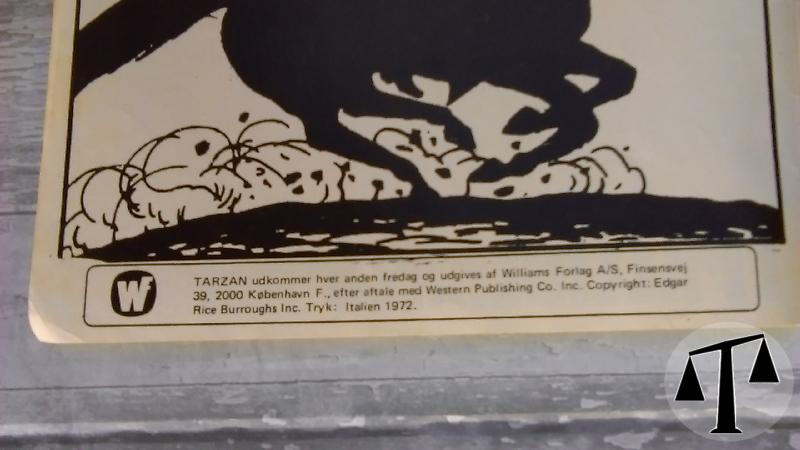 WF
TARZAN udkommer hver anden fredag og udgives af Williams Forlag A/S, Finsensvej
39, 2000 København F., efter aftale med Western Publishing Co. Inc. Copyright: Edgar
Rice Burroughs Inc. Tryk: Italien 1972.